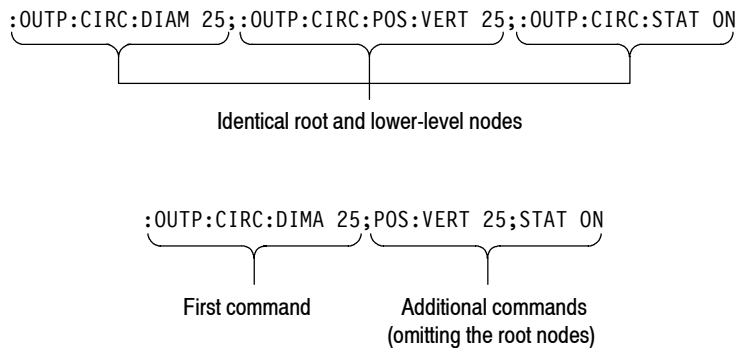 :OUTP:CIRC:DIAM 25;:OUTP:CIRC:POS:VERT 25;:OUTP:CIRC:STAT ON
Identical root and lower-level nodes
:OUTP:CIRC:DIMA 25;POS:VERT 25;STAT ON
First command
Additional commands
(omitting the root nodes)